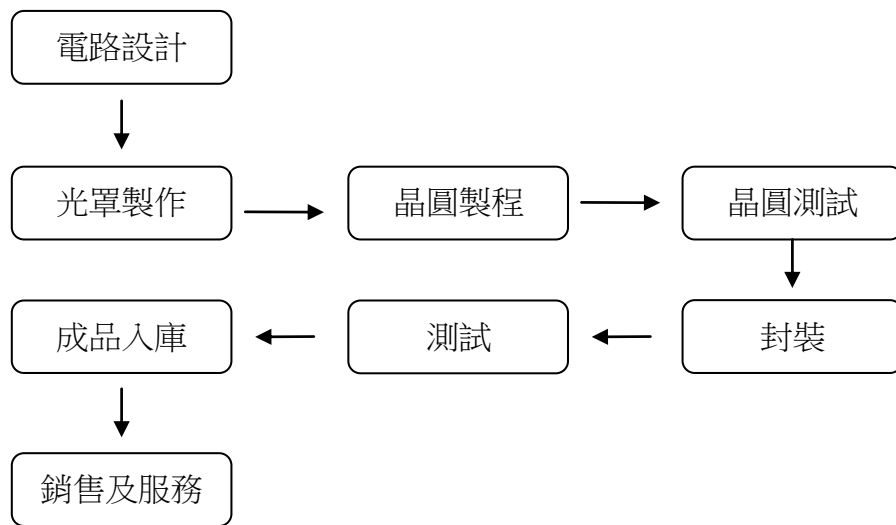 電路設計
光罩製作
晶圓製程
晶圓測試
封裝
測試
成品入庫
銷售及服務